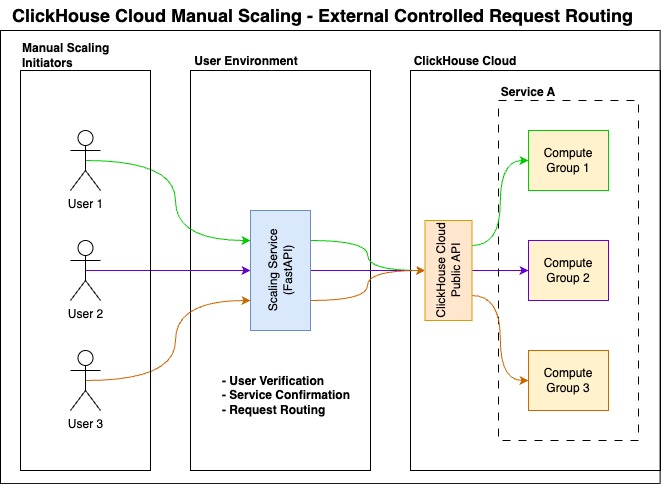 ClickHouse Cloud Manual Scaling - External Controlled Request Routing
Manual Scaling
Initiators
User Environment
ClickHouse Cloud
Service A
User 1
User 2
User 3
Scaling Service
(FastAPI)
- User Verification
- Service Confirmation
- Request Routing
ClickHouse Cloud
Public API
Compute
Group 1
Compute
Group 2
Compute
Group 3